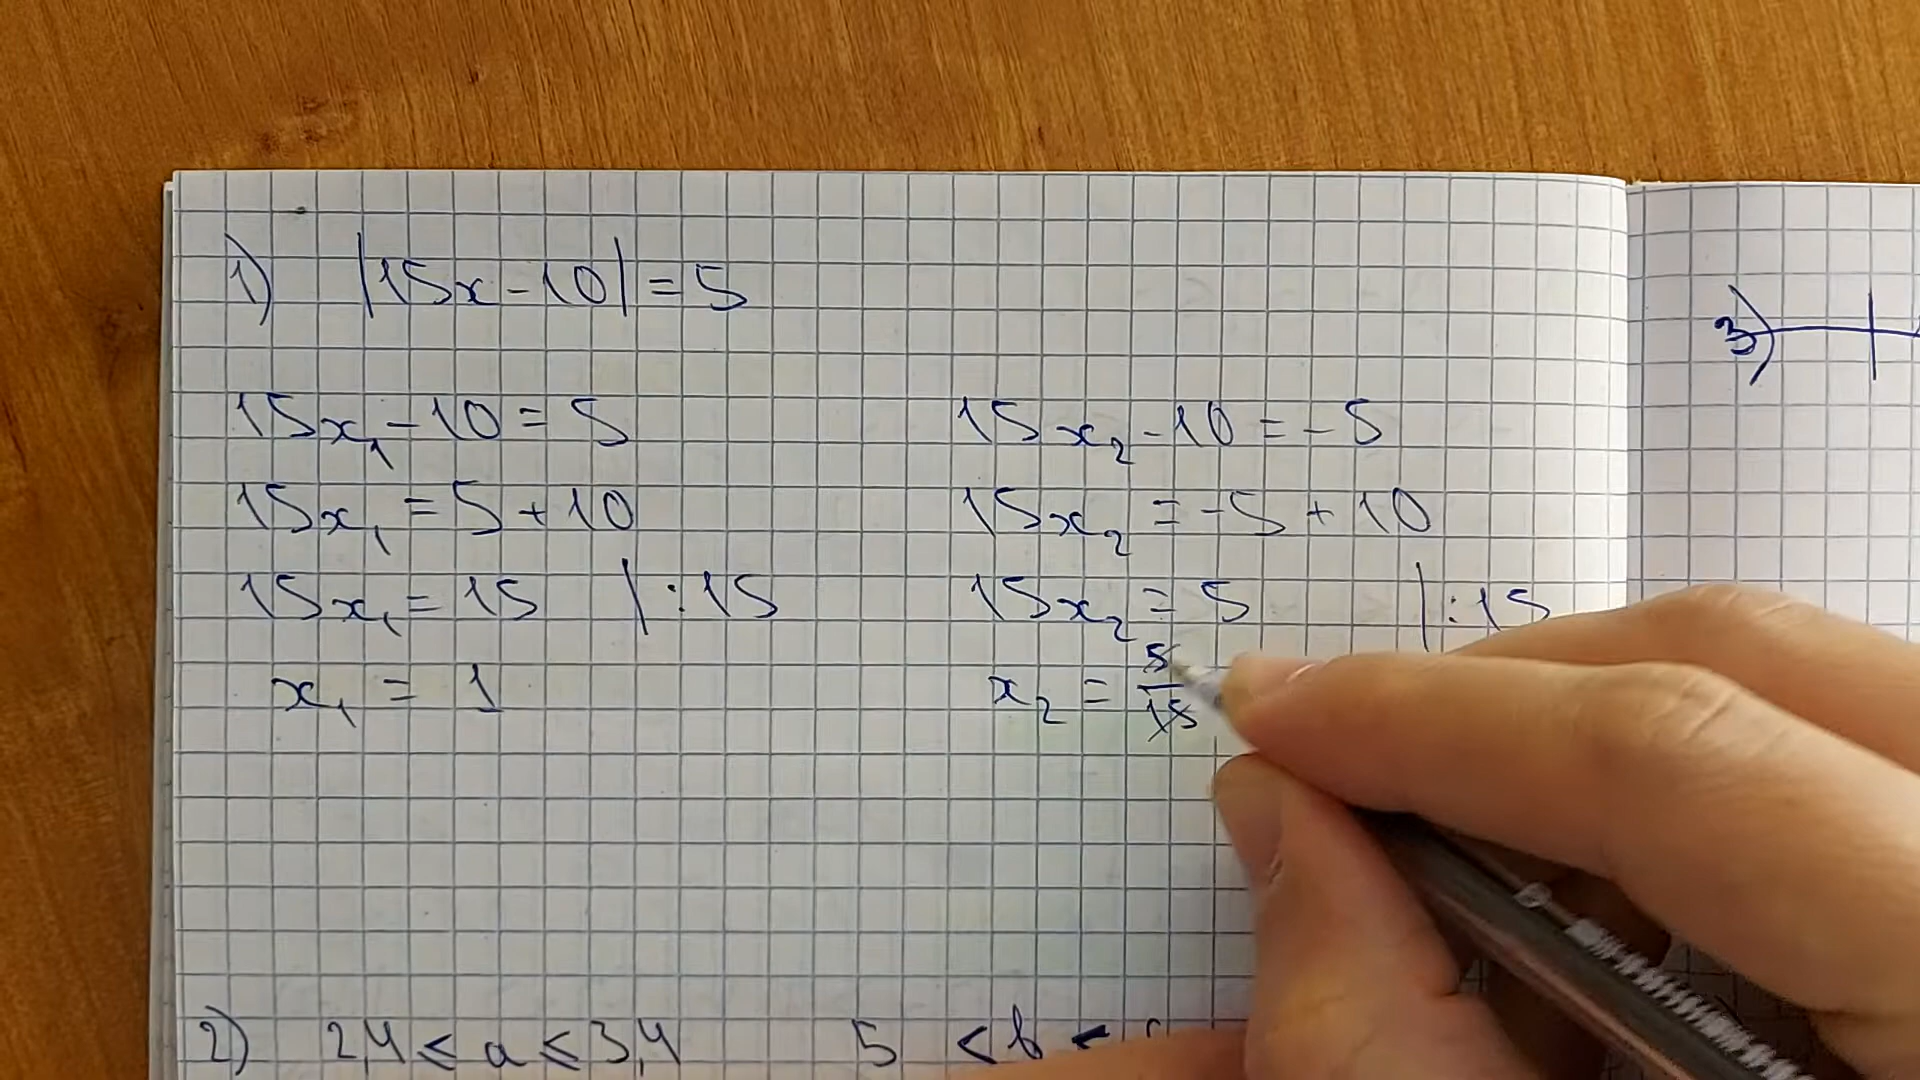 1) |15x-10|=5
15x₁-10=5
15x₁=5+10
15x₁=15 |:15
x₁=1
15x₂-10=-5
15x₂=-5+10
15x₂=5 |:15
x₂=5/15
2) 2,4≤a≤3,4 5<b<
3)